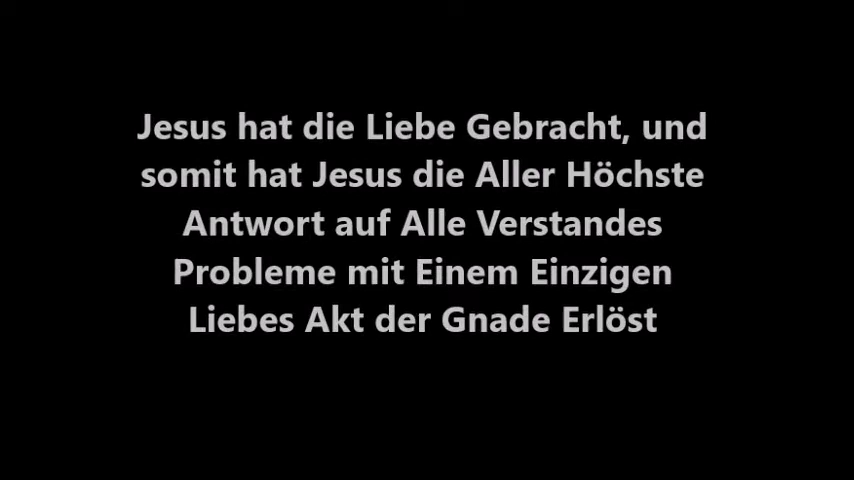 Jesus hat die Liebe Gebracht, und
somit hat Jesus die Aller Höchste
Antwort auf Alle Verstandes
Probleme mit Einem Einzigen
Liebes Akt der Gnade Erlöst